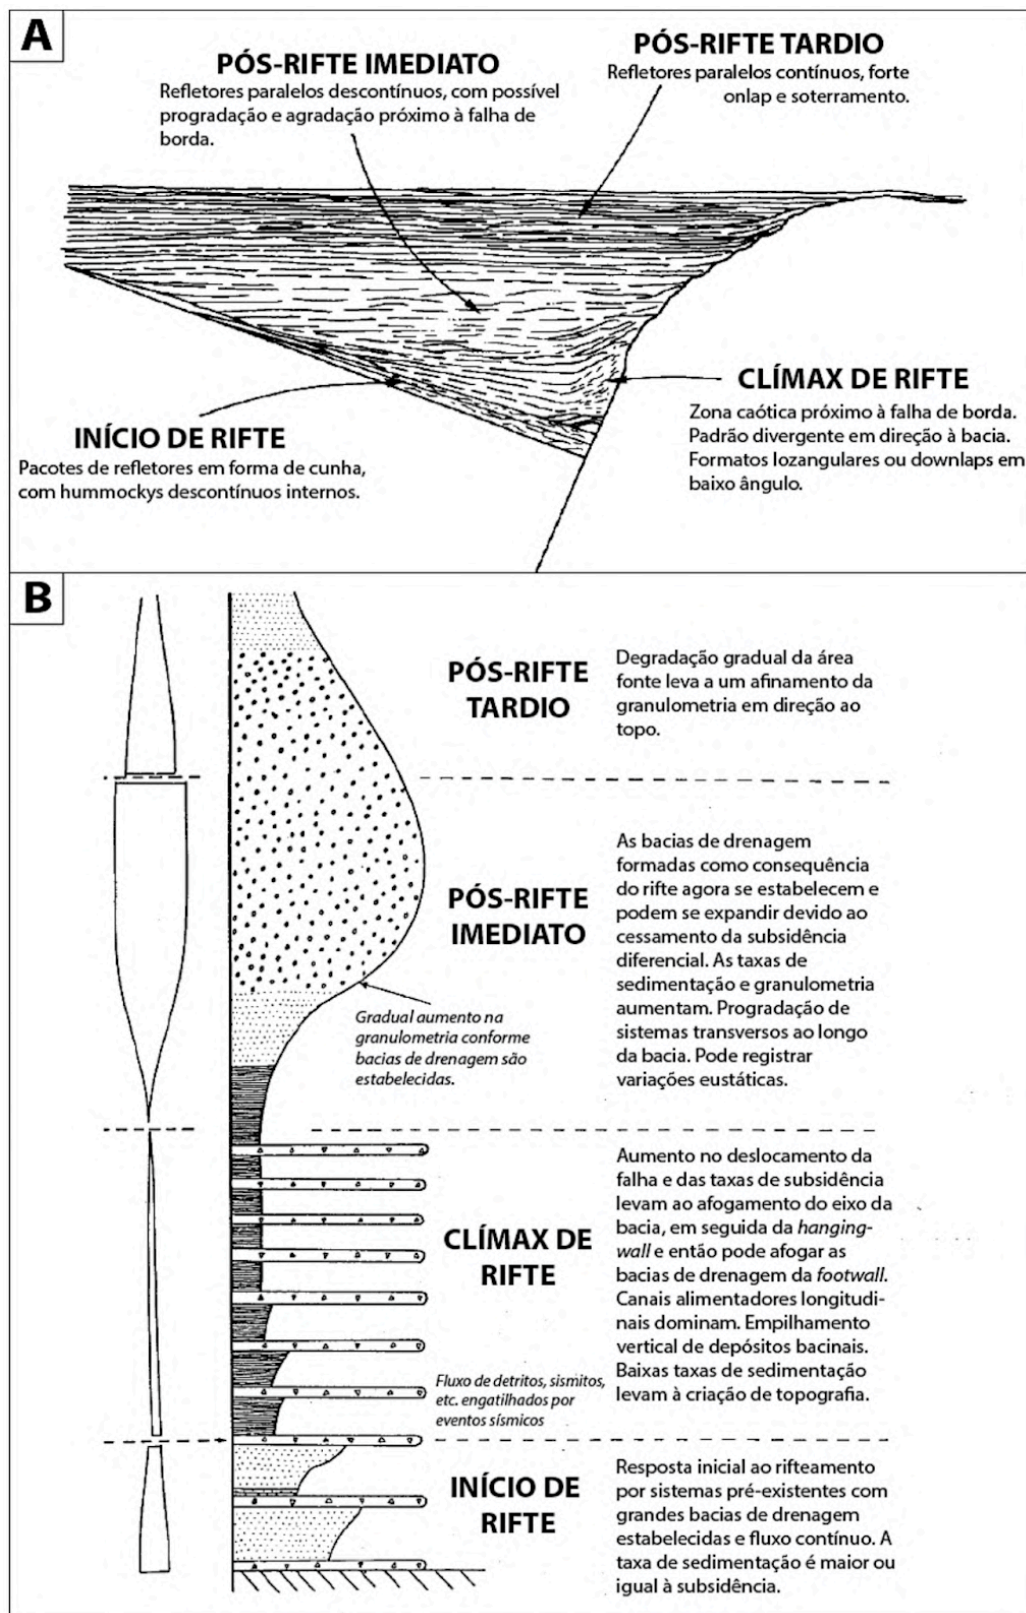 A
PÓS-RIFTE IMEDIATO
Refletores paralelos descontínuos, com possível
progradação e agradação próximo à falha de
borda.
PÓS-RIFTE TARDIO
Refletores paralelos contínuos, forte
onlap e soterramento.
INÍCIO DE RIFTE
Pacotes de refletores em forma de cunha,
com hummockys descontínuos internos.
CLÍMAX DE RIFTE
Zona caótica próximo à falha de borda.
Padrão divergente em direção à bacia.
Formatos lozangulares ou downlaps em
baixo ângulo.
B
PÓS-RIFTE
TARDIO
Degradação gradual da área
fonte leva a um afinamento da
granulometria em direção ao
topo.
PÓS-RIFTE
IMEDIATO
As bacias de drenagem
formadas como consequência
do rifte agora se estabelecem e
podem se expandir devido ao
cessamento da subsidência
diferencial. As taxas de
sedimentação e granulometria
aumentam. Progradação de
sistemas transversos ao longo
da bacia. Pode registrar
variações eustáticas.
Gradual aumento na
granulometria conforme
bacias de drenagem são
estabelecidas.
CLÍMAX DE
RIFTE
Aumento no deslocamento da
falha e das taxas de subsidência
levam ao afogamento do eixo da
bacia, em seguida da hanging-
wall e então pode afogar as
bacias de drenagem da footwall.
Canais alimentadores longitudi-
nais dominam. Empilhamento
vertical de depósitos bacinais.
Baixas taxas de sedimentação
levam à criação de topografia.
Fluxo de detritos, sismitos,
etc. engatilhados por
eventos sísmicos
INÍCIO DE
RIFTE
Resposta inicial ao rifteamento
por sistemas pré-existentes com
grandes bacias de drenagem
estabelecidas e fluxo contínuo. A
taxa de sedimentação é maior ou
igual à subsidência.